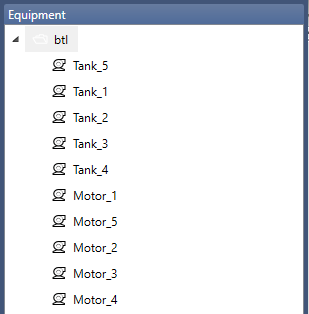 Equipment
btl
Tank_5
Tank_1
Tank_2
Tank_3
Tank_4
Motor_1
Motor_5
Motor_2
Motor_3
Motor_4